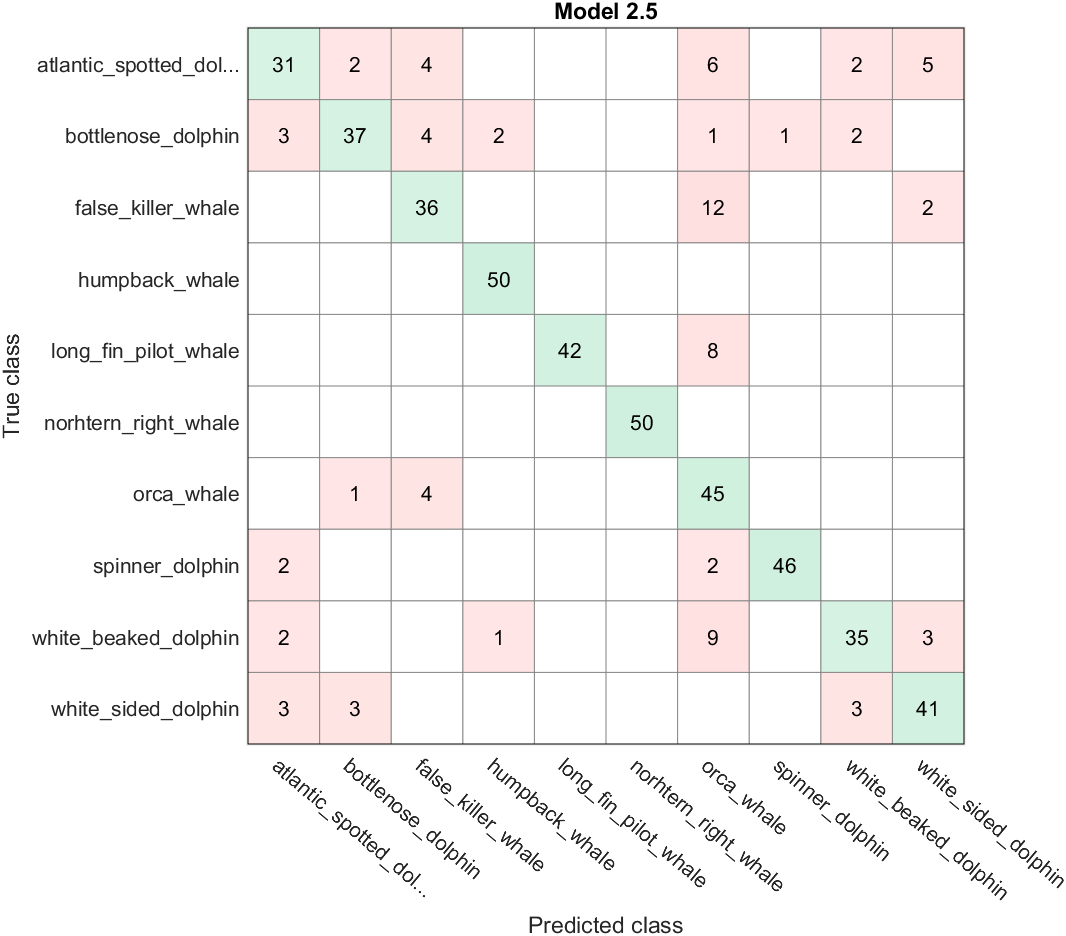 Model 2.5
atlantic_spotted_dol... 31 2 4 6 2 5
bottlenose_dolphin 3 37 4 2 1 1 2
false_killer_whale 36 12 2
humpback_whale 50
long_fin_pilot_whale 42 8
norhtern_right_whale 50
orca_whale 1 4 45
spinner_dolphin 2 2 46
white_beaked_dolphin 2 1 9 35 3
white_sided_dolphin 3 3 3 41
True class
atlantic_spotted_dol...
bottlenose_dolphin
false_killer_whale
humpback_whale
long_fin_pilot_whale
norhtern_right_whale
orca_whale
spinner_dolphin
white_beaked_dolphin
white_sided_dolphin
Predicted class